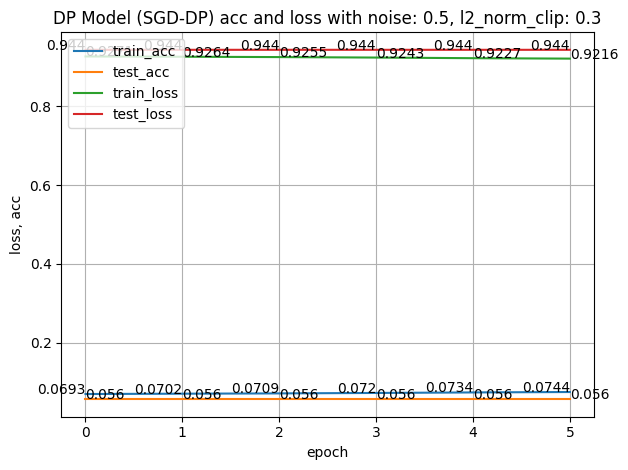 DP Model (SGD-DP) acc and loss with noise: 0.5, l2_norm_clip: 0.3
0.944 0.944 0.944 0.944 0.944 0.944
0.9264 0.9255 0.9243 0.9227 0.9216
train_acc
test_acc
train_loss
test_loss
0.8
0.6
0.4
0.2
loss, acc
0.0693 0.0702 0.0709 0.072 0.0734 0.0744
0.056 0.056 0.056 0.056 0.056 0.056
0 1 2 3 4 5
epoch